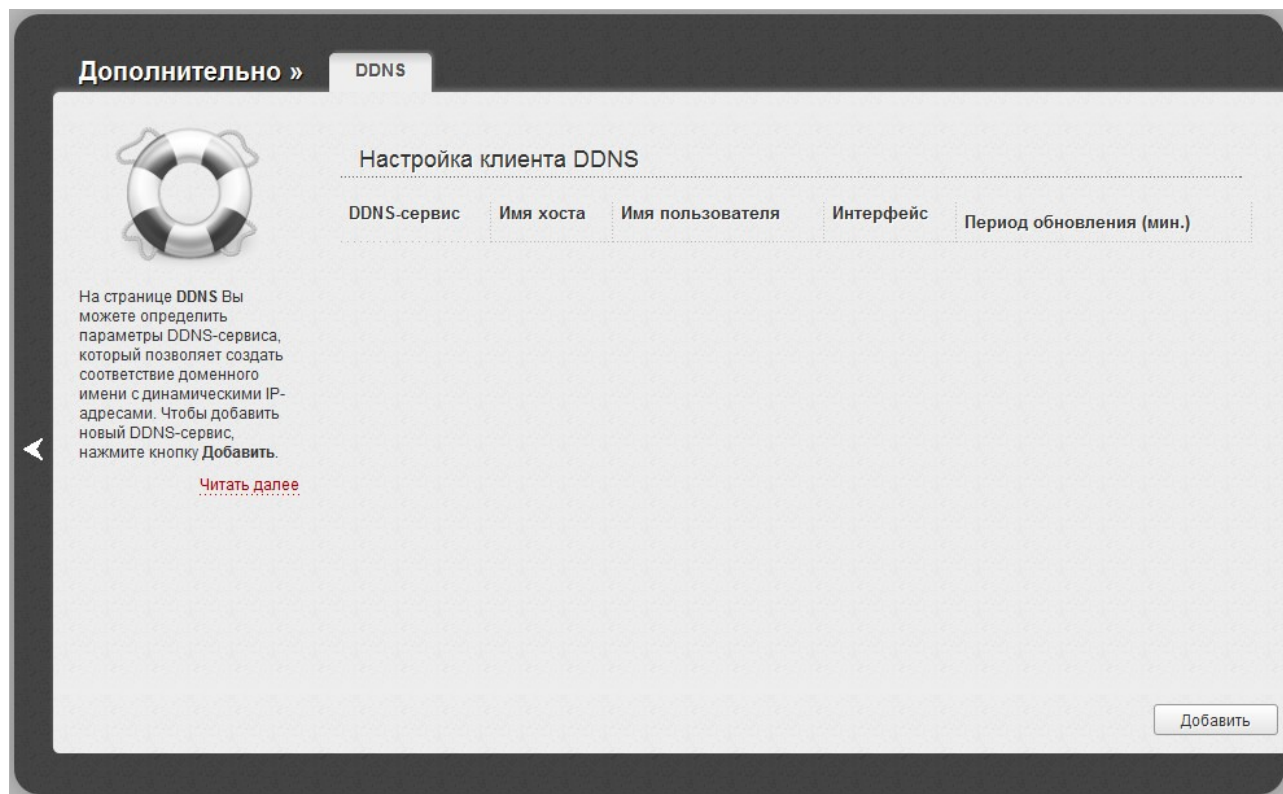 Дополнительно »
DDNS
Настройка клиента DDNS
DDNS-сервис Имя хоста Имя пользователя Интерфейс Период обновления (мин.)
На странице DDNS Вы
можете определить
параметры DDNS-сервиса,
который позволяет создать
соответствие доменного
имени с динамическими IP-
адресами. Чтобы добавить
новый DDNS-сервис,
нажмите кнопку Добавить.
Читать далее
Добавить